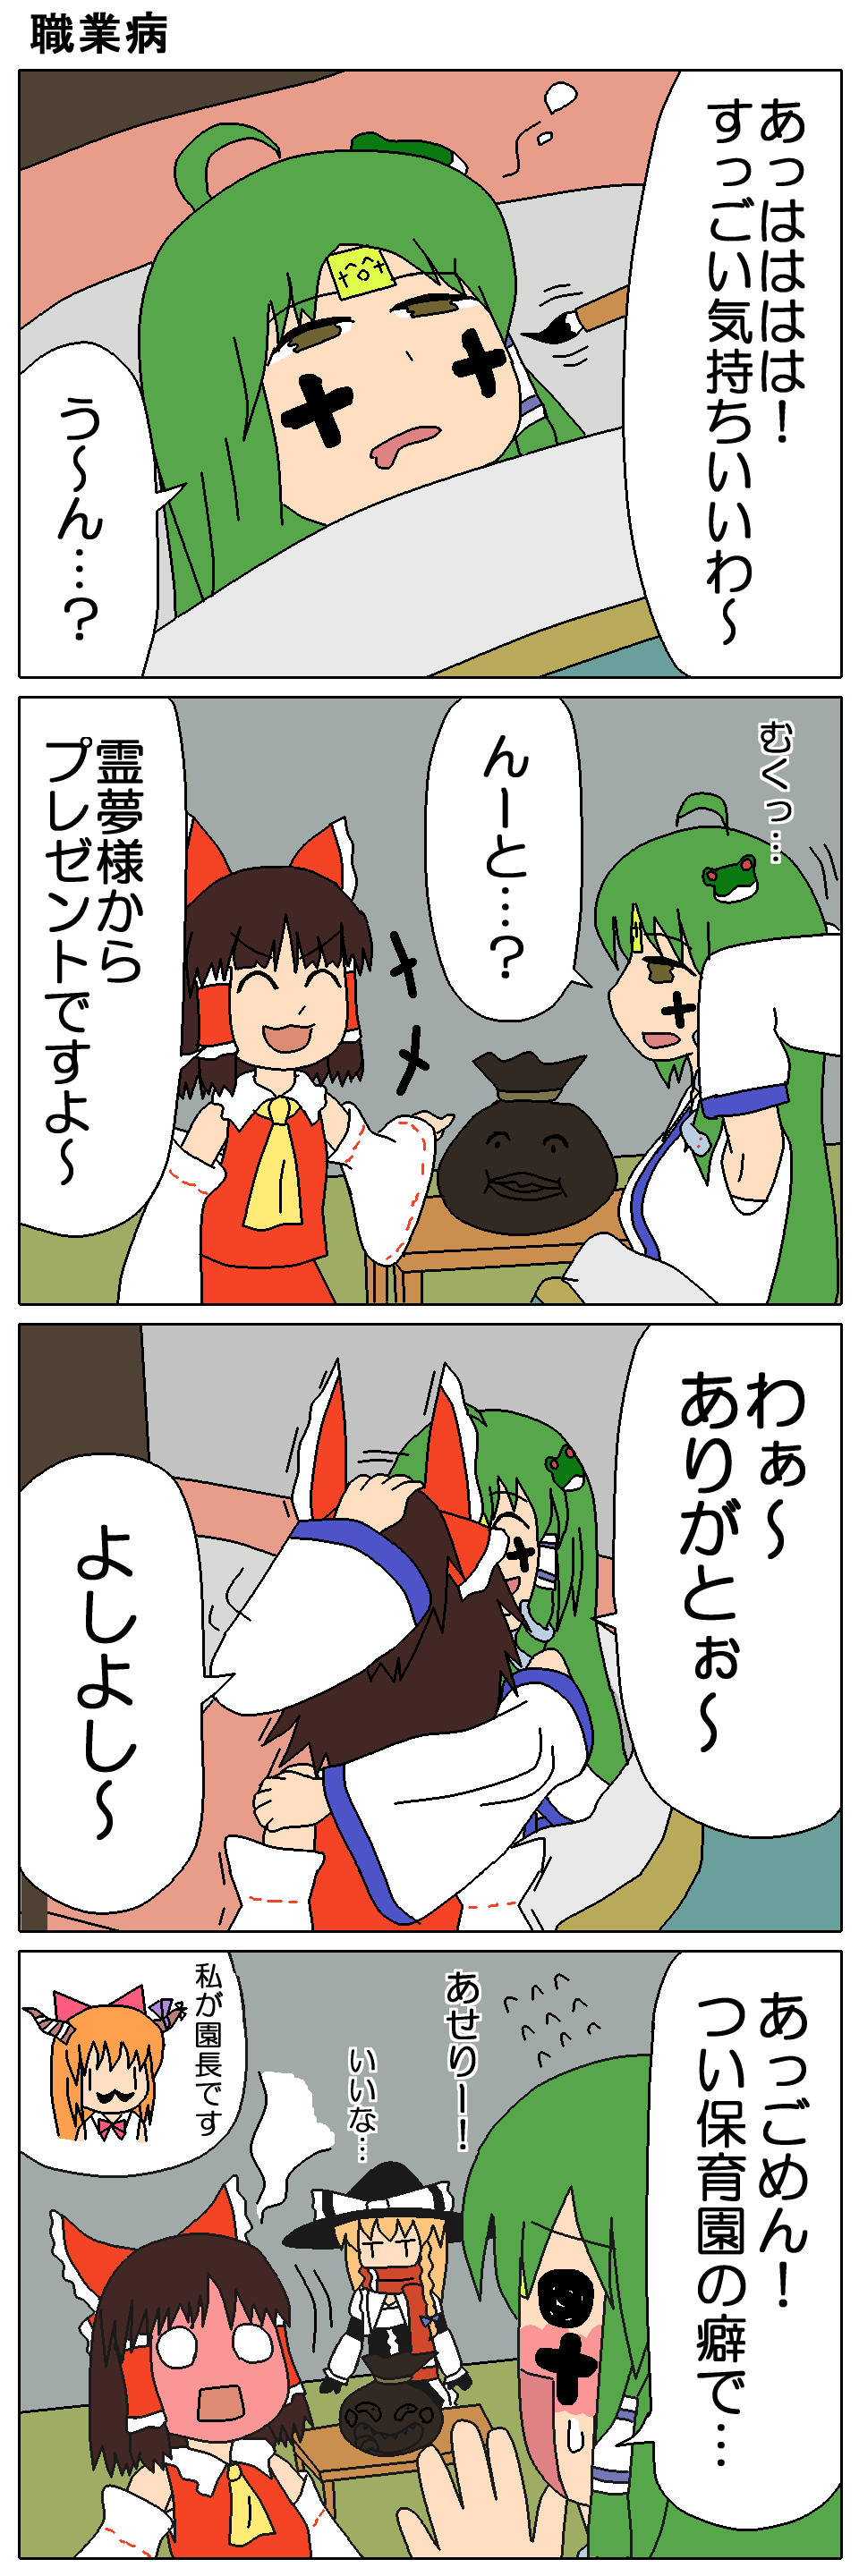 職業病
あっはははは！
すっごい気持ちいいわ～
う～ん…？
むくっ…
んーと…？
霊夢様から
プレゼントですよ～
わぁ～
ありがとぉ～
よしよし～
あっごめん！
つい保育園の癖で…
あせりー！
いいな…
私が園長です